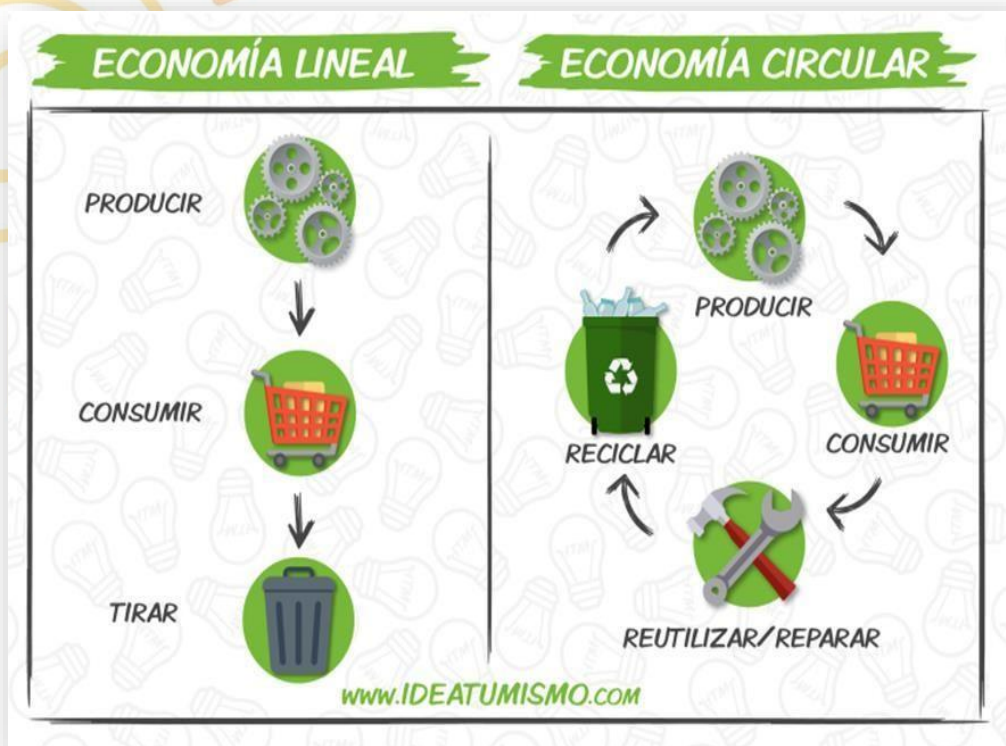 ECONOMÍA LINEAL
PRODUCIR
CONSUMIR
TIRAR
ECONOMÍA CIRCULAR
PRODUCIR
CONSUMIR
REUTILIZAR/REPARAR
RECICLAR
www.IDEATUMISMO.COM